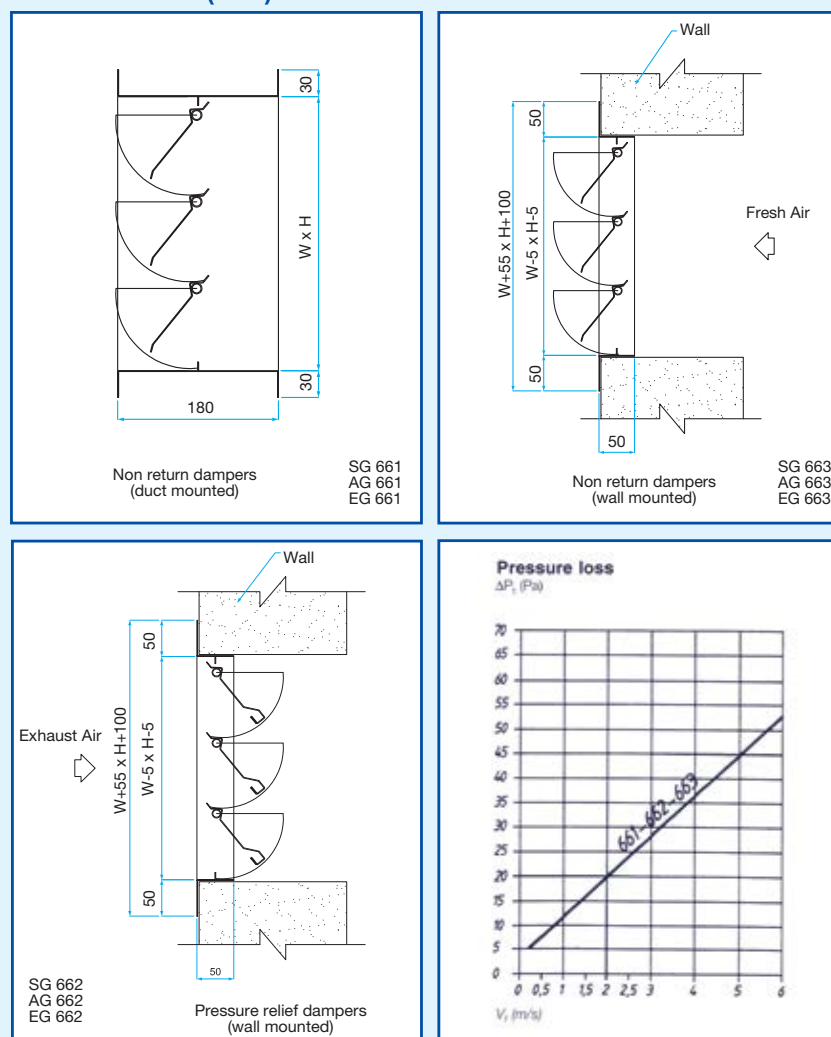 30
W x H
30
180
Non return dampers
(duct mounted)
SG 661
AG 661
EG 661
Wall
50
W+55 x H+100
W-5 x H-5
Fresh Air
50
50
Non return dampers
(wall mounted)
SG 663
AG 663
EG 663
Wall
50
Exhaust Air
W+55 x H+100
W-5 x H-5
50
50
SG 662
AG 662
EG 662
Pressure relief dampers
(wall mounted)
Pressure loss
ΔPt (Pa)
70
65
60
55
50
45
40
35
30
25
20
15
10
5
0
661-662-663
0 0,5 1 1,5 2 2,5 3 4 5 6
(m/s)